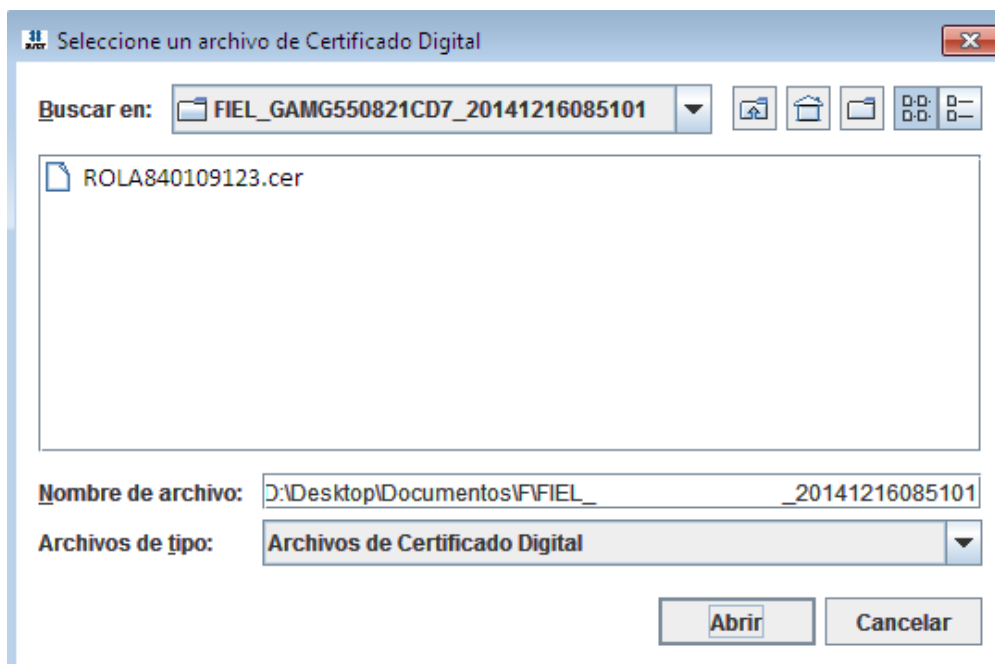 Seleccione un archivo de Certificado Digital
Buscar en: FIEL_GAMG550821CD7_20141216085101
ROLA840109123.cer
Nombre de archivo: D:\Desktop\Documentos\F\FIEL_ _20141216085101
Archivos de tipo: Archivos de Certificado Digital
Abrir Cancelar